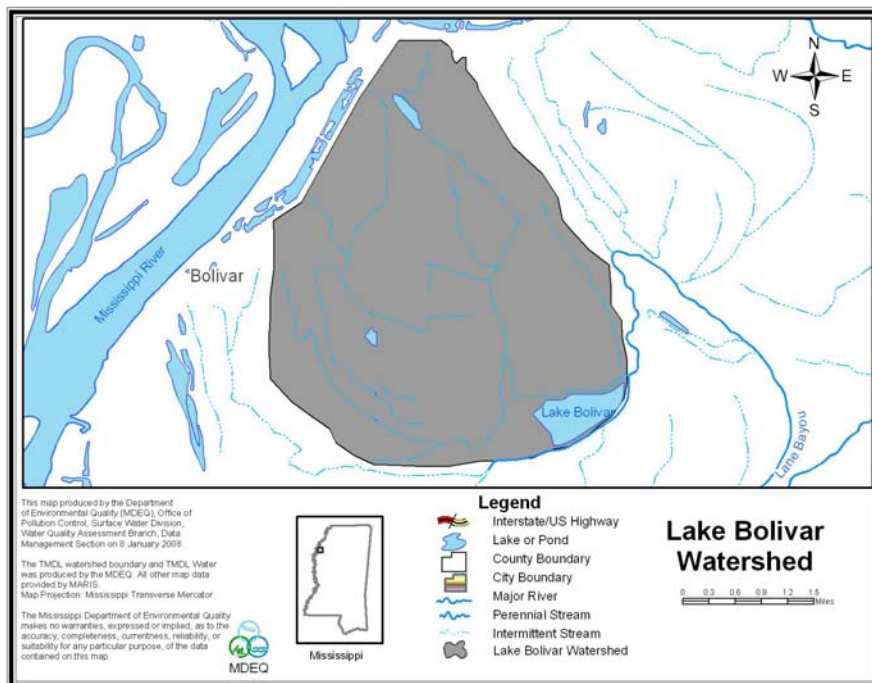 N
W E
S
Mississippi River
Bolivar
Lake Bolivar
Lane Bayou
This map produced by the Department
of Environmental Quality (MDEQ), Office of
Pollution Control, Surface Water Division,
Water Quality Assessment Branch, Data
Management Section on 8 January 2008.
The TMDL watershed boundary and TMDL Water
was produced by the MDEQ. All other map data
provided by MARIS.
Map Projection: Mississippi Transverse Mercator
The Mississippi Department of Environmental Quality
makes no warranties, expressed or implied, as to the
accuracy, completeness, currentness, reliability, or
suitability for any particular purpose, of the data
contained on this map.
MDEQ
Mississippi
Legend
Interstate/US Highway
Lake or Pond
County Boundary
City Boundary
Major River
Perennial Stream
Intermittent Stream
Lake Bolivar Watershed
Lake Bolivar
Watershed
0 0.3 0.6 0.9 1.2 1.5
Miles